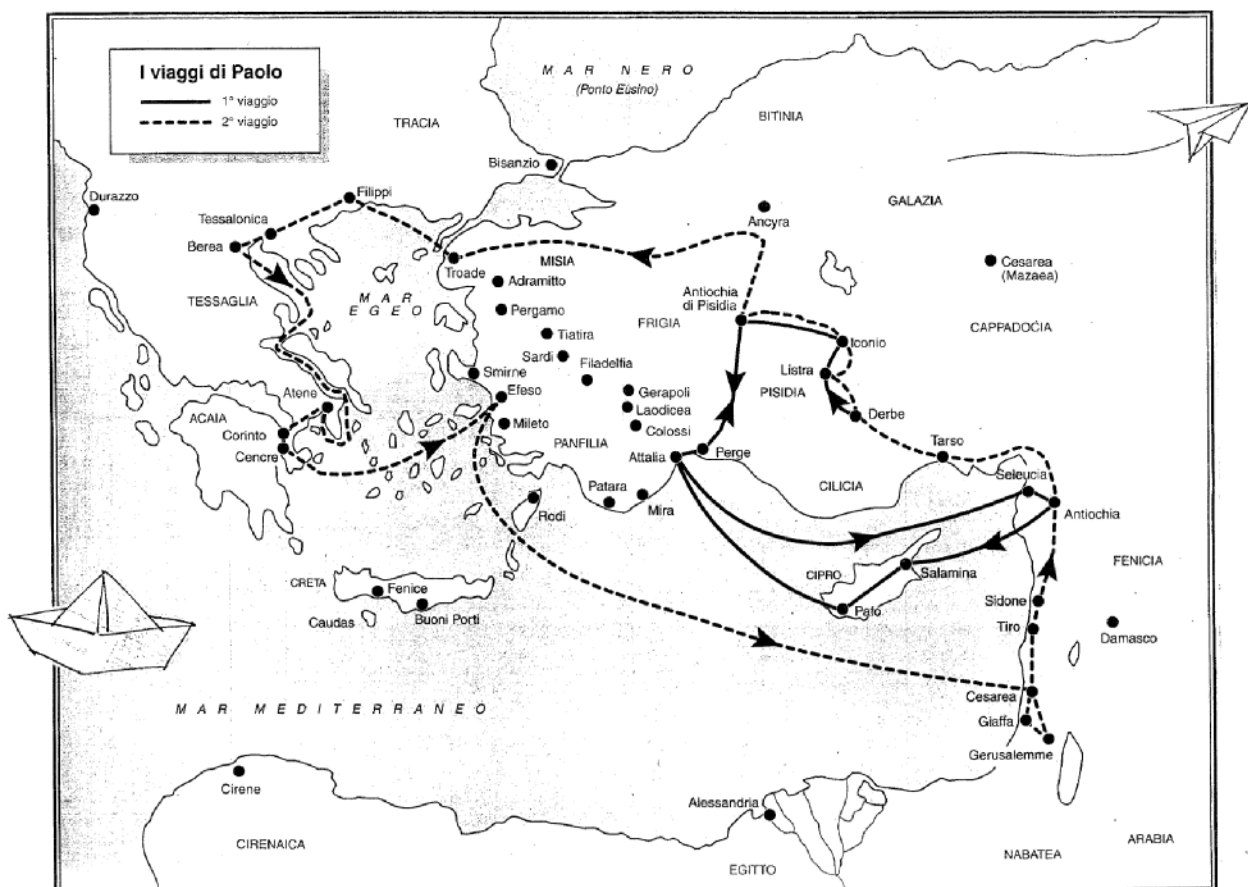 I viaggi di Paolo
1° viaggio
2° viaggio
MAR NERO
(Ponto Eusino)
BITINIA
TRACIA
Bisanzio
Durazzo
Filippi
GALAZIA
Tessalonica
Ancyra
Berea
MISIA
Troade
Cesarea
(Mazaea)
Adramitto
TESSAGLIA
MAR
EGEO
Antiochia
di Pisidia
Pergamo
FRIGIA
CAPPADOCIA
Tiatira
Iconio
Sardi
Filadelfia
Smirne
Listra
Efeso
Gerapoli
PISIDIA
Atene
Laodicea
ACAIA
Mileto
Derbe
Colossi
Corinto
PANFILIA
Tarso
Cencre
Attalia
Perge
Seleucia
CILICIA
Patara
Mira
Rodi
Antiochia
FENICIA
CRETA
CIPRO
Salamina
Fenice
Sidone
Pafo
Caudas
Buoni Porti
Tiro
Damasco
Cesarea
MAR MEDITERRANEO
Giaffa
Gerusalemme
Cirene
Alessandria
CIRENAICA
ARABIA
EGITTO
NABATEA